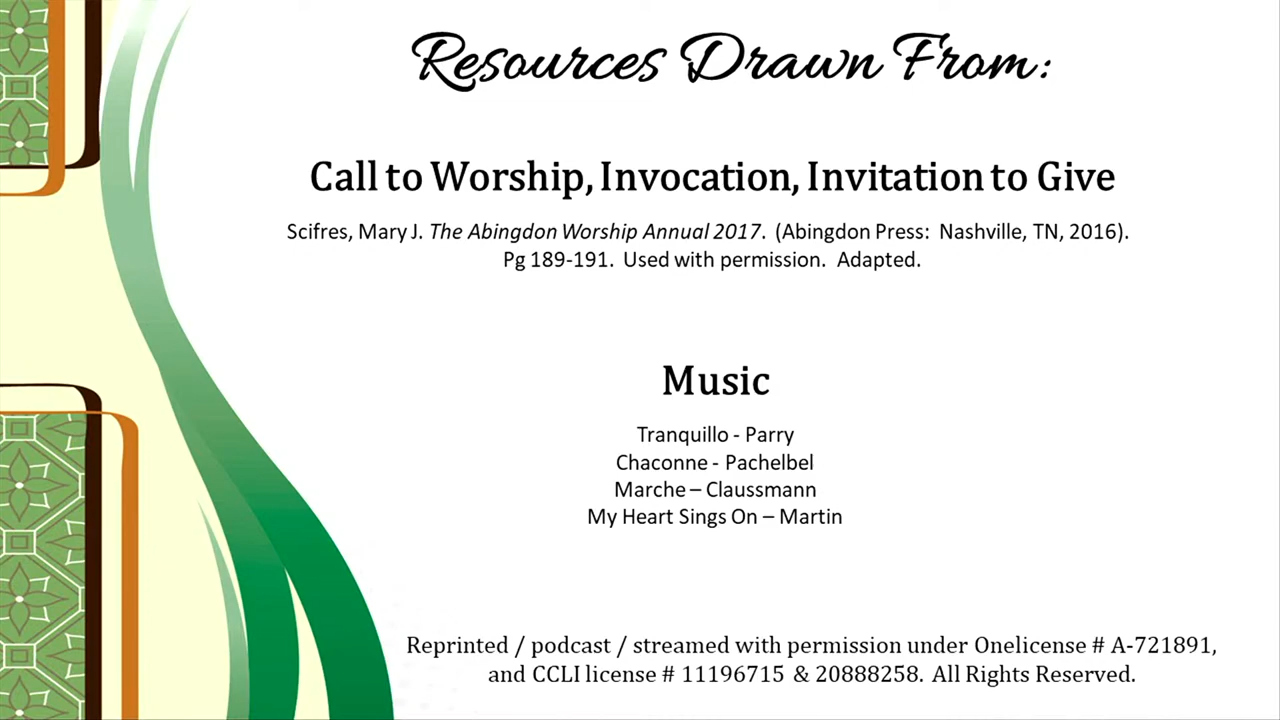 Resources Drawn From:
Call to Worship, Invocation, Invitation to Give
Scifres, Mary J. The Abingdon Worship Annual 2017. (Abingdon Press: Nashville, TN, 2016).
Pg 189-191. Used with permission. Adapted.
Music
Tranquillo - Parry
Chaconne - Pachelbel
Marche – Claussmann
My Heart Sings On – Martin
Reprinted / podcast / streamed with permission under Onelicense # A-721891,
and CCLI license # 11196715 & 20888258. All Rights Reserved.